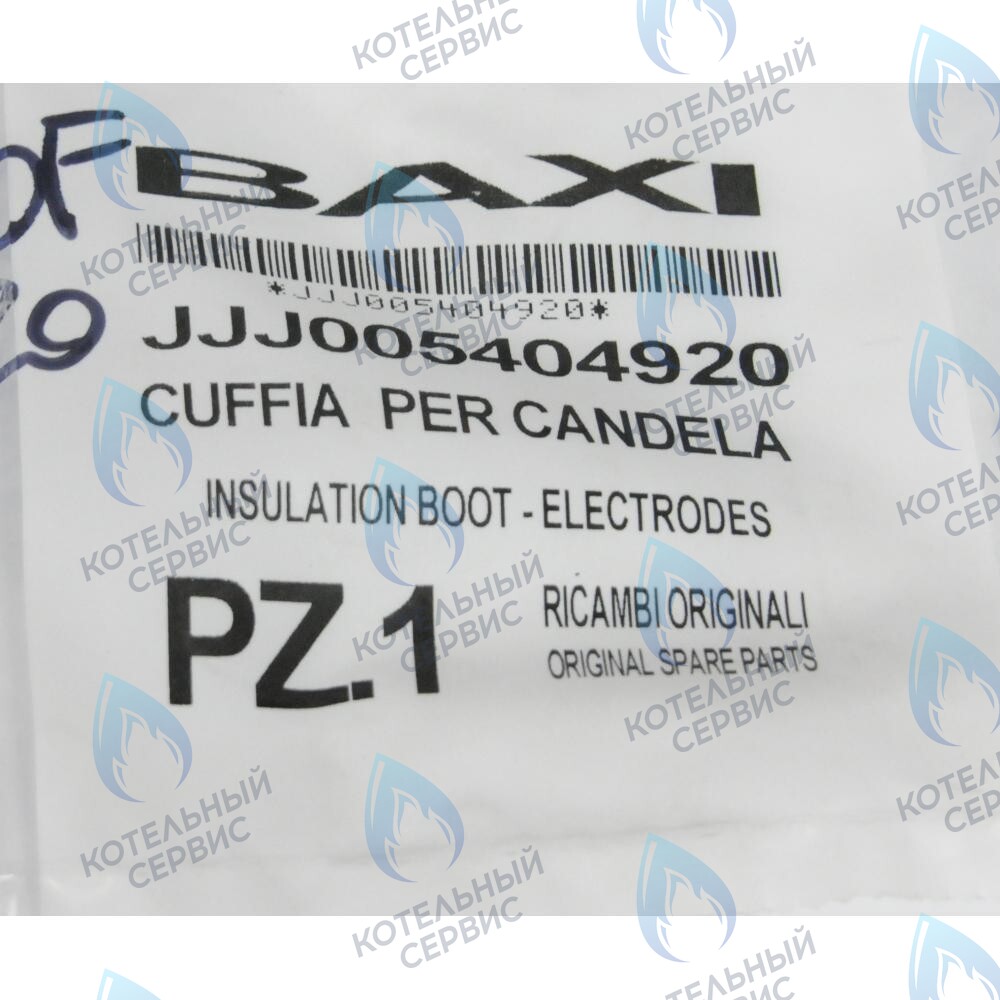 BAXI
*JJJ005404920*
JJJ005404920
CUFFIA PER CANDELA
INSULATION BOOT - ELECTRODES
PZ.1
RICAMBI ORIGINALI
ORIGINAL SPARE PARTS
КОТЕЛЬНЫЙ
СЕРВИС